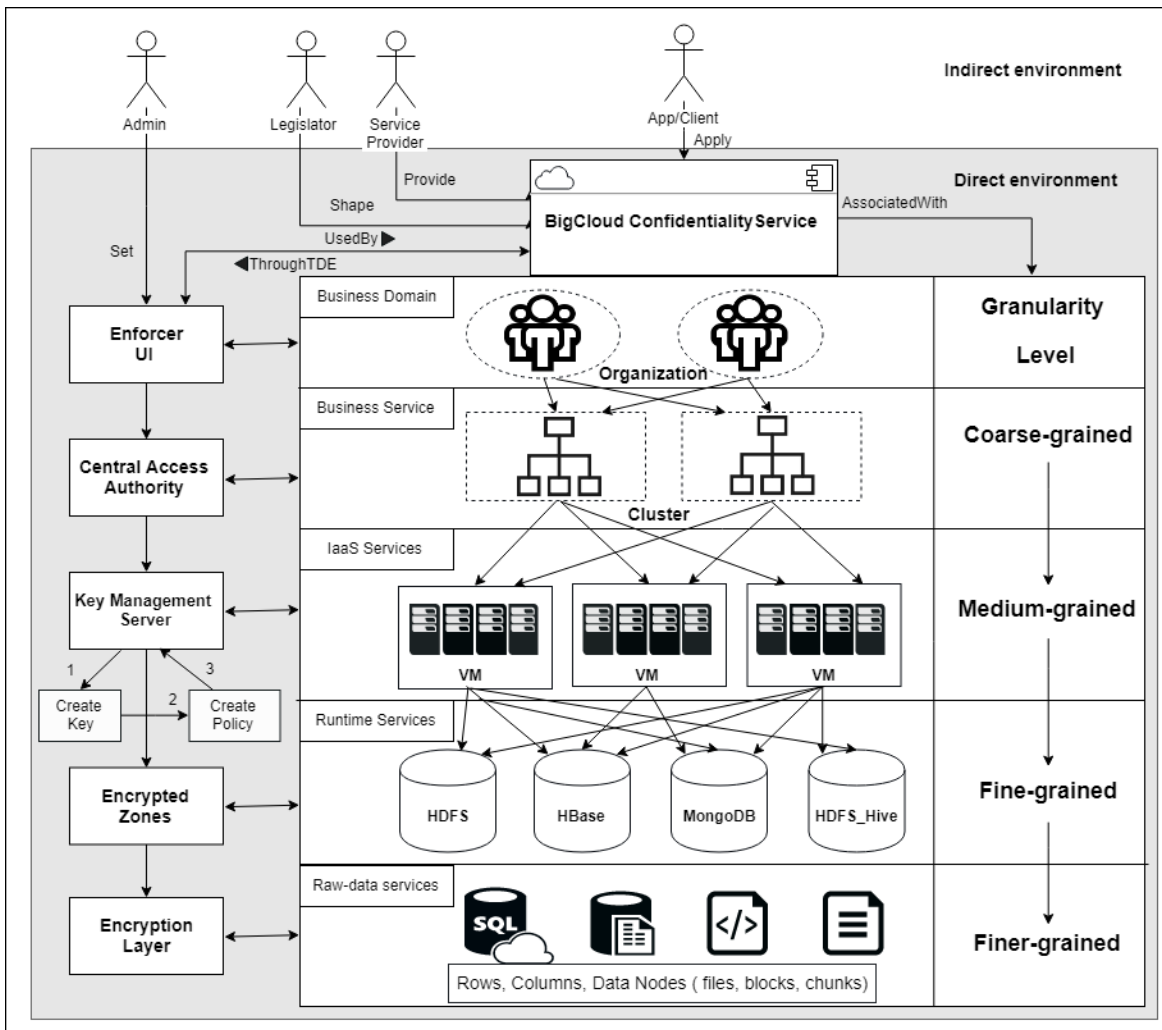 Indirect environment
Admin
Legislator
Service
Provider
App/Client
Apply
Direct environment
Provide
Shape
UsedBy
ThroughTDE
Set
BigCloud Confidentiality Service
AssociatedWith
Business Domain
Enforcer
UI
Organization
Granularity
Level
Business Service
Central Access
Authority
Cluster
Coarse-grained
IaaS Services
Key Management
Server
VM
VM
VM
Medium-grained
1
3
2
Create
Key
Create
Policy
Runtime Services
Encrypted
Zones
HDFS
HBase
MongoDB
HDFS_Hive
Fine-grained
Raw-data services
Encryption
Layer
SQL
</>
Rows, Columns, Data Nodes ( files, blocks, chunks)
Finer-grained